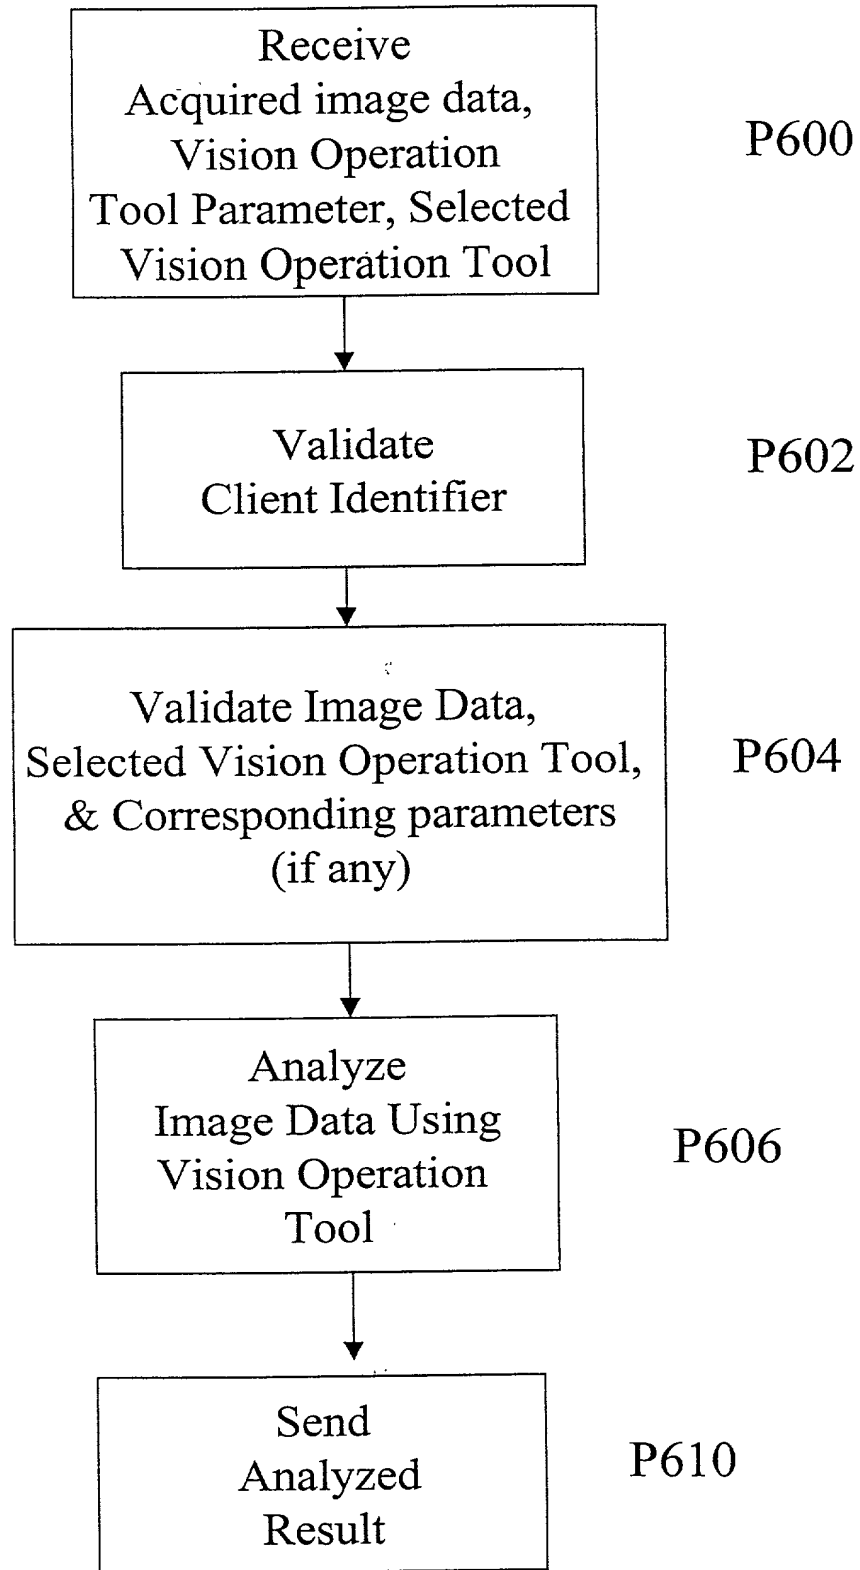 Receive
Acquired image data,
Vision Operation
Tool Parameter, Selected
Vision Operation Tool
P600
Validate
Client Identifier
P602
Validate Image Data,
Selected Vision Operation Tool,
& Corresponding parameters
(if any)
P604
Analyze
Image Data Using
Vision Operation
Tool
P606
Send
Analyzed
Result
P610